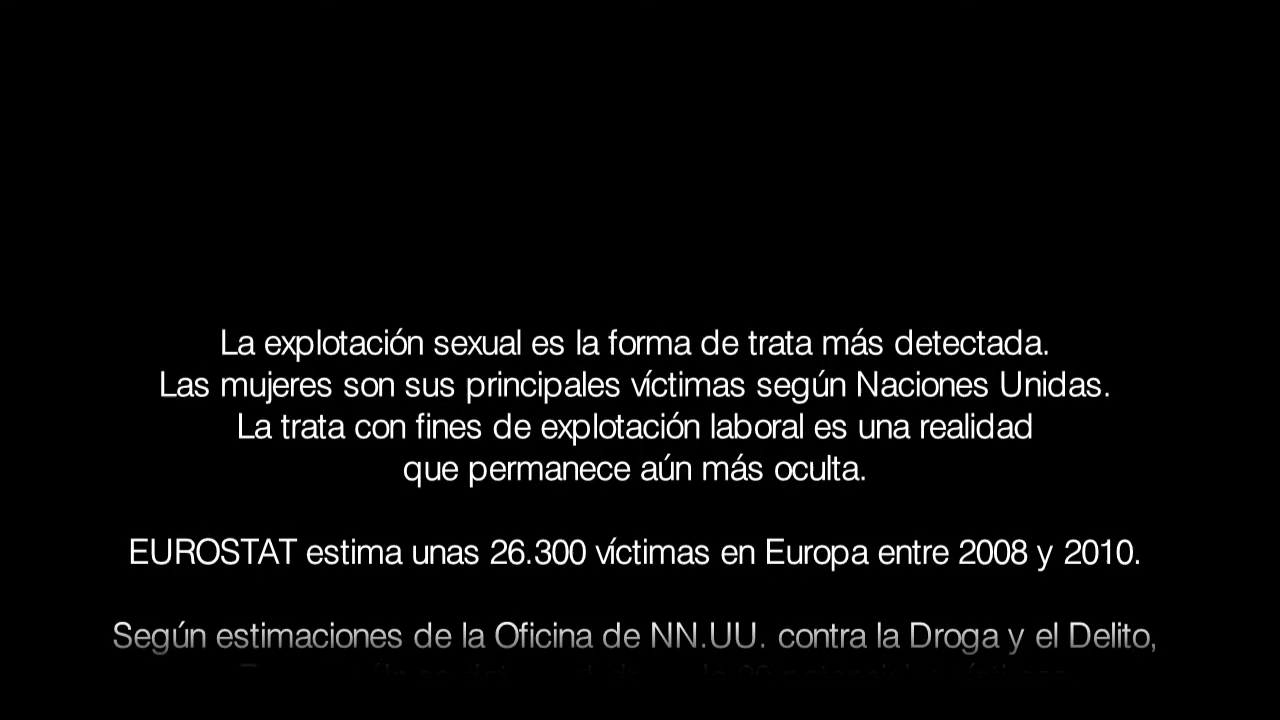 La explotación sexual es la forma de trata más detectada.
Las mujeres son sus principales víctimas según Naciones Unidas.
La trata con fines de explotación laboral es una realidad
que permanece aún más oculta.
EUROSTAT estima unas 26.300 víctimas en Europa entre 2008 y 2010.
Según estimaciones de la Oficina de NN.UU. contra la Droga y el Delito,